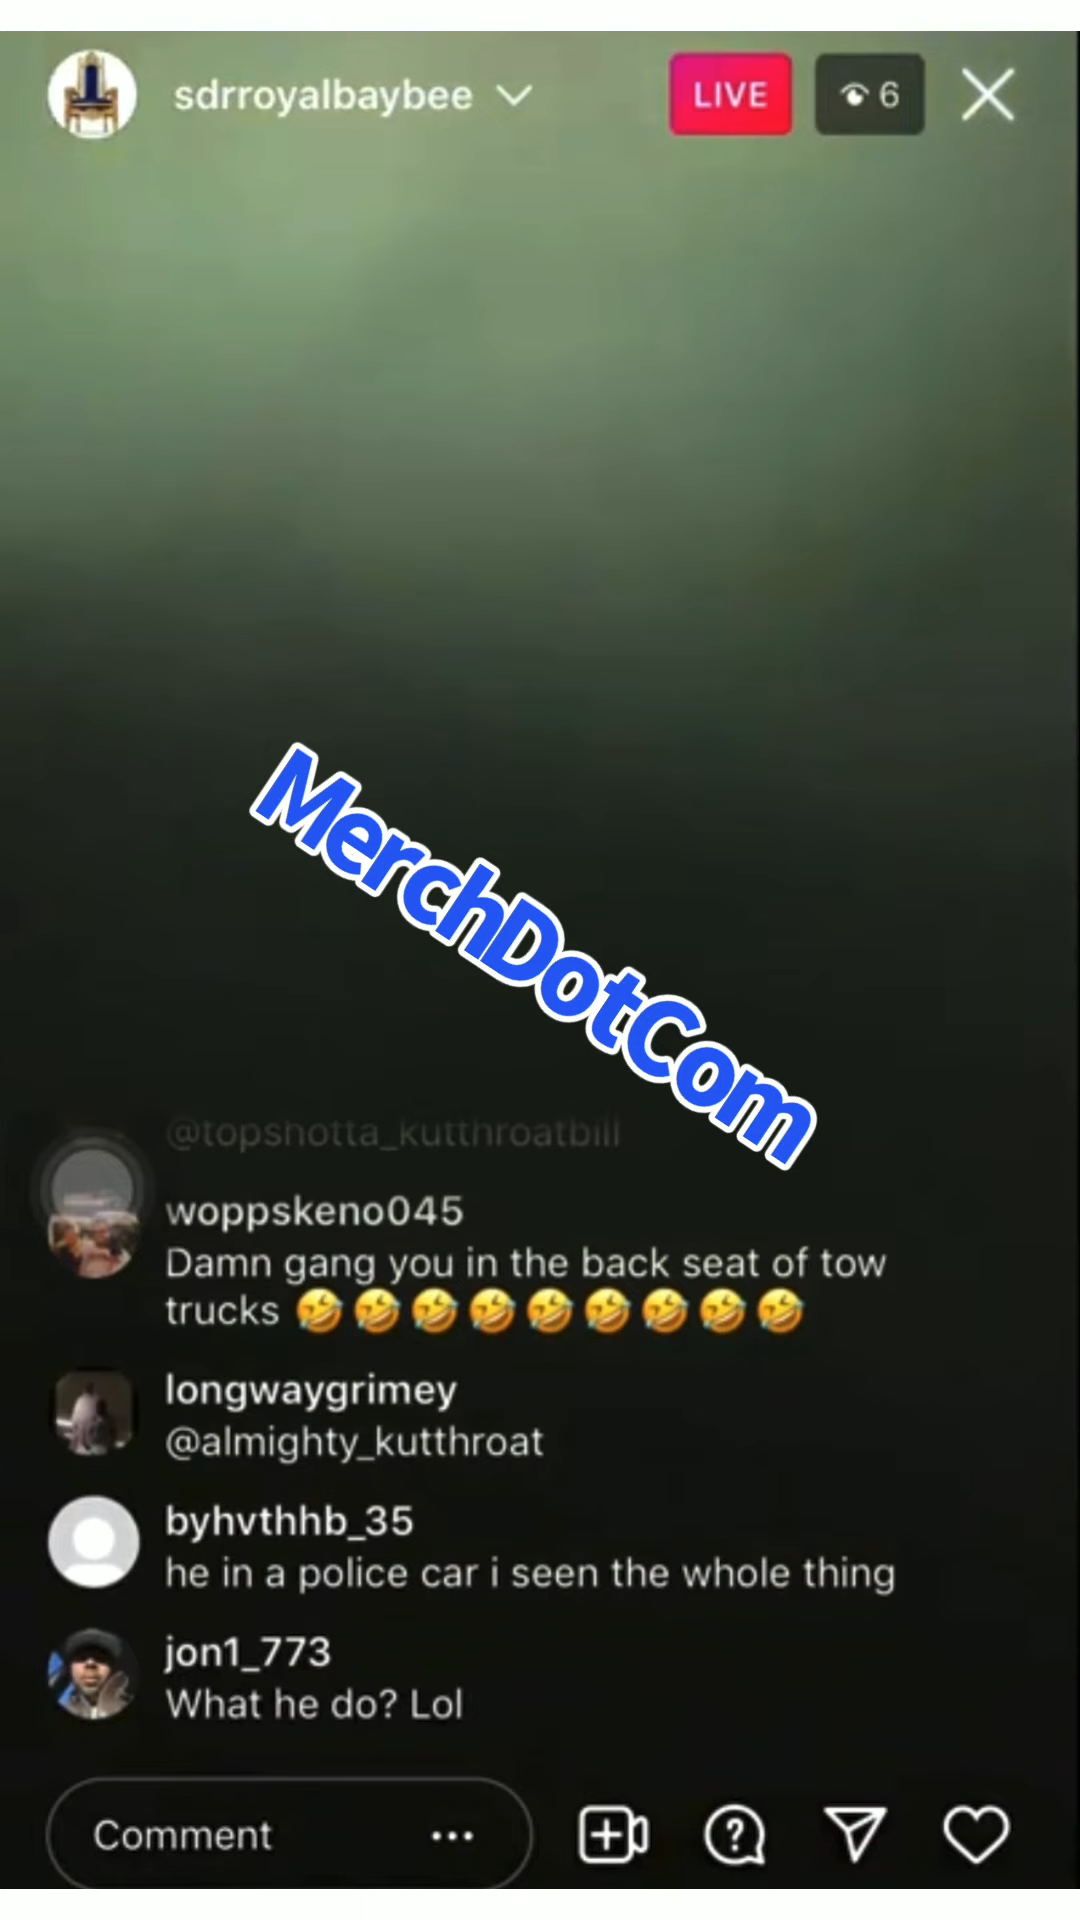 sdrroyalbaybee
LIVE
6
MerchDotCom
@topshotta_kutthroatbill
woppskeno045
Damn gang you in the back seat of tow
trucks 🤣🤣🤣🤣🤣🤣🤣🤣🤣
longwaygrimey
@almighty_kutthroat
byhvthhb_35
he in a police car i seen the whole thing
jon1_773
What he do? Lol
Comment ...